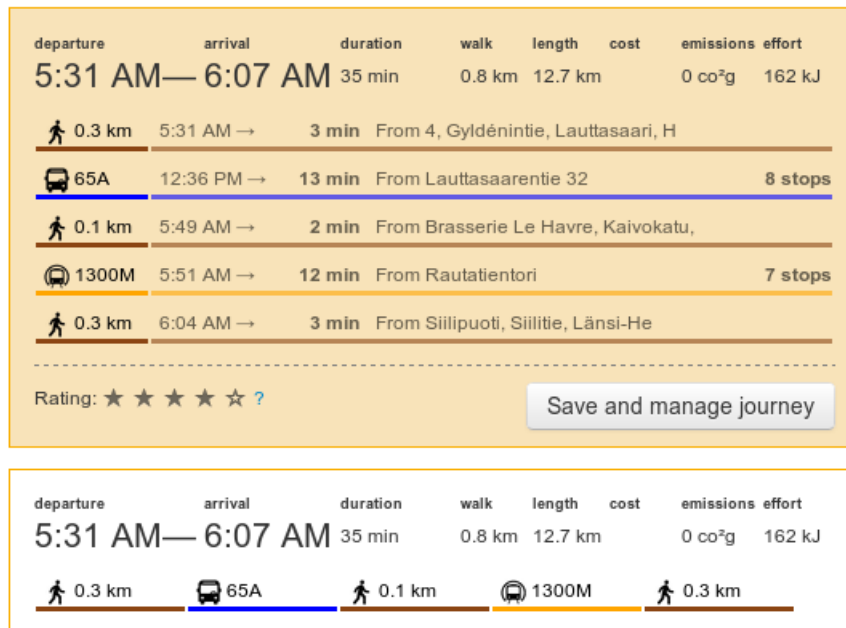 departure arrival duration walk length cost emissions effort
5:31 AM— 6:07 AM 35 min 0.8 km 12.7 km 0 co²g 162 kJ
0.3 km 5:31 AM → 3 min From 4, Gyldénintie, Lauttasaari, H
65A 12:36 PM → 13 min From Lauttasaarentie 32 8 stops
0.1 km 5:49 AM → 2 min From Brasserie Le Havre, Kaivokatu,
1300M 5:51 AM → 12 min From Rautatientori 7 stops
0.3 km 6:04 AM → 3 min From Siilipuoti, Siilitie, Länsi-He
Rating: ★ ★ ★ ★ ☆ ?
Save and manage journey
departure arrival duration walk length cost emissions effort
5:31 AM— 6:07 AM 35 min 0.8 km 12.7 km 0 co²g 162 kJ
0.3 km 65A 0.1 km 1300M 0.3 km